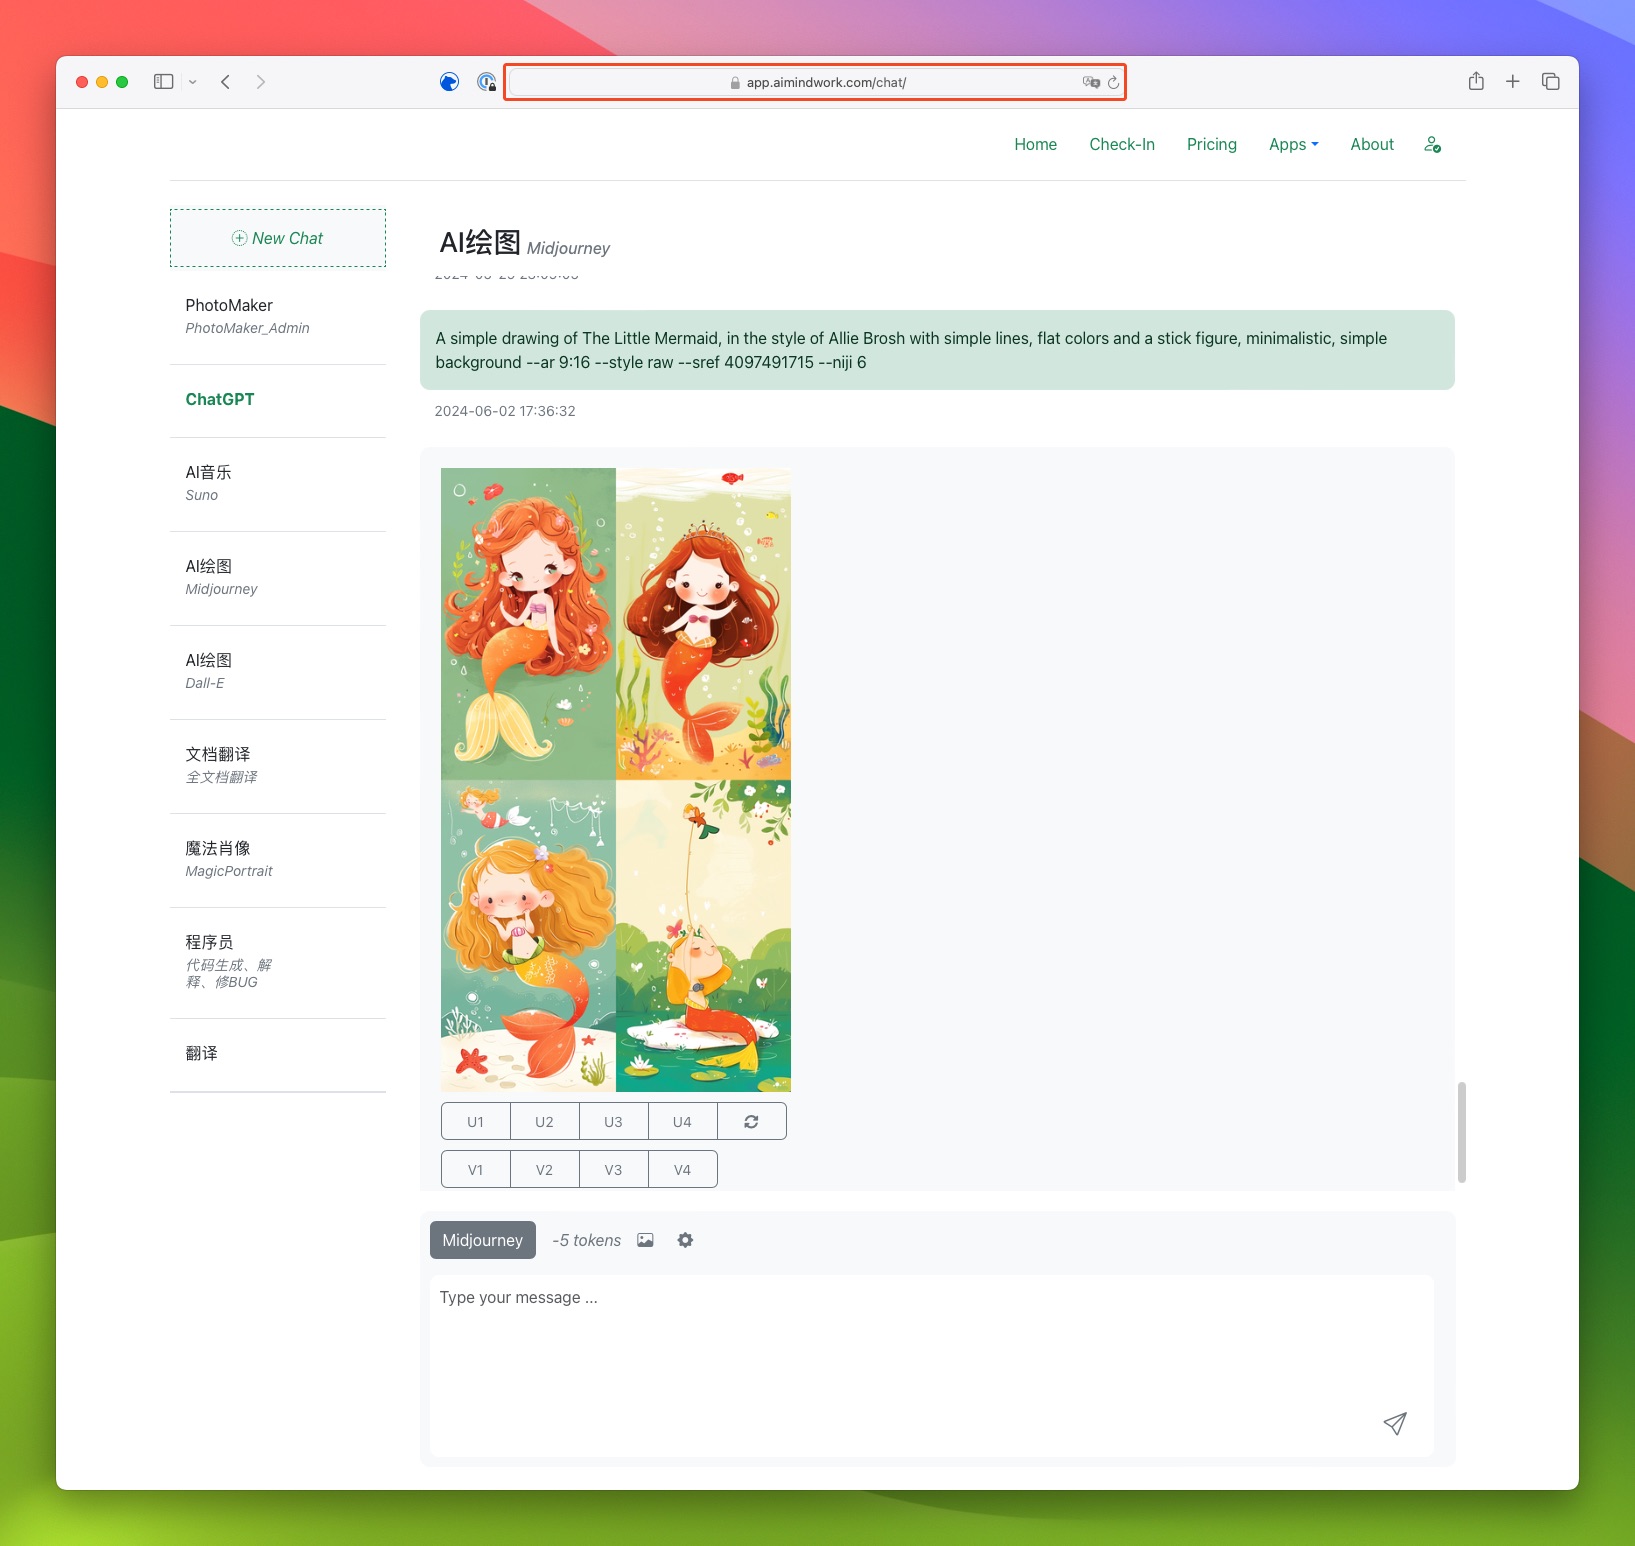 app.aimindwork.com/chat/
Home Check-In Pricing Apps About
New Chat
PhotoMaker
PhotoMaker_Admin
ChatGPT
AI音乐
Suno
AI绘图
Midjourney
AI绘图
Dall-E
文档翻译
全文档翻译
魔法肖像
MagicPortrait
程序员
代码生成、解
释、修BUG
翻译
AI绘图 Midjourney
A simple drawing of The Little Mermaid, in the style of Allie Brosh with simple lines, flat colors and a stick figure, minimalistic, simple
background --ar 9:16 --style raw --sref 4097491715 --niji 6
2024-06-02 17:36:32
U1 U2 U3 U4
V1 V2 V3 V4
Midjourney -5 tokens
Type your message ...